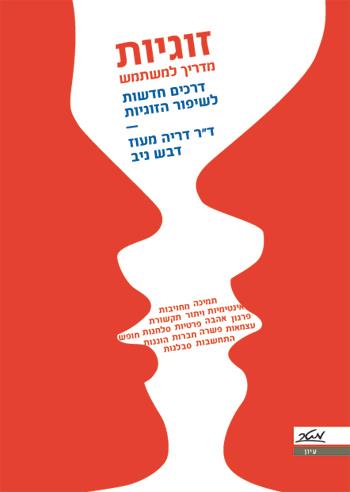 זוגיות
מדריך למשתמש
דרכים חדשות
לשיפור הזוגיות
ד״ר דריה מעוז
דבש ניב
תמיכה מחויבות
אינטימיות ויתור תקשורת
פרגון אהבה פרטיות סלחנות חופש
עצמאות פשרה חברות הוגנות
התחשבות סבלנות
מטר
עיון